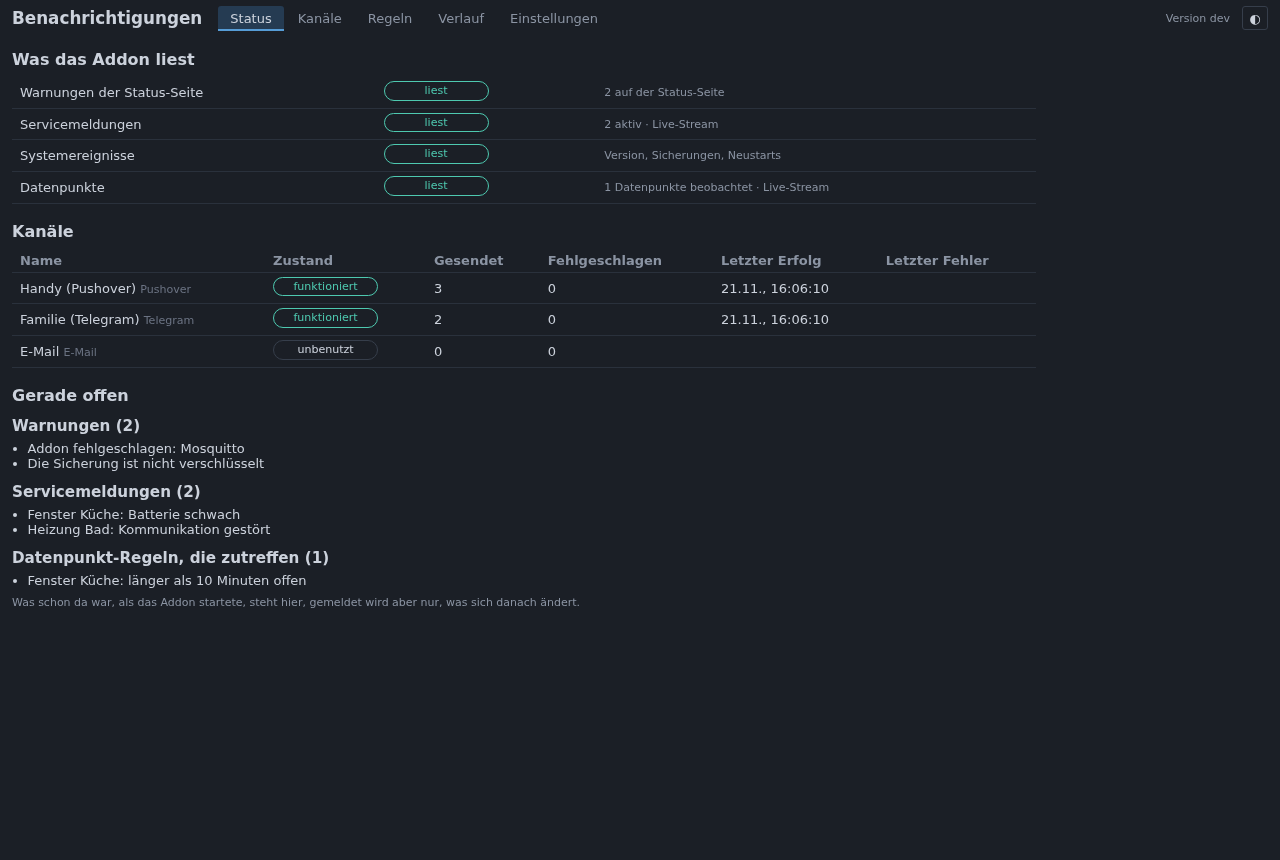 Benachrichtigungen Status Kanäle Regeln Verlauf Einstellungen Version dev
Was das Addon liest
Warnungen der Status-Seite liest 2 auf der Status-Seite
Servicemeldungen liest 2 aktiv · Live-Stream
Systemereignisse liest Version, Sicherungen, Neustarts
Datenpunkte liest 1 Datenpunkte beobachtet · Live-Stream
Kanäle
Name Zustand Gesendet Fehlgeschlagen Letzter Erfolg Letzter Fehler
Handy (Pushover) Pushover funktioniert 3 0 21.11., 16:06:10
Familie (Telegram) Telegram funktioniert 2 0 21.11., 16:06:10
E-Mail E-Mail unbenutzt 0 0
Gerade offen
Warnungen (2)
• Addon fehlgeschlagen: Mosquitto
• Die Sicherung ist nicht verschlüsselt
Servicemeldungen (2)
• Fenster Küche: Batterie schwach
• Heizung Bad: Kommunikation gestört
Datenpunkt-Regeln, die zutreffen (1)
• Fenster Küche: länger als 10 Minuten offen
Was schon da war, als das Addon startete, steht hier, gemeldet wird aber nur, was sich danach ändert.